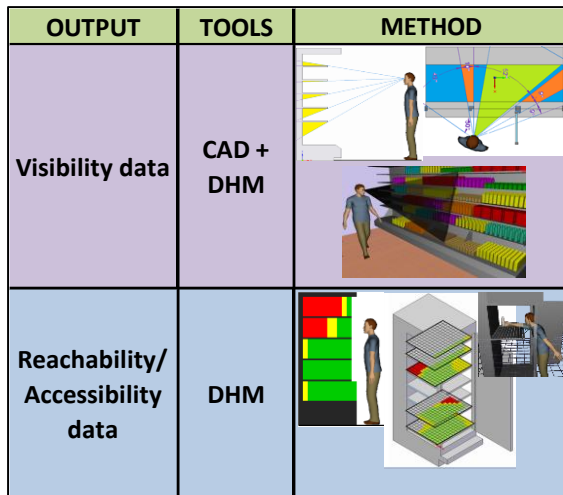 OUTPUT
TOOLS
METHOD
Visibility data
CAD +
DHM
Reachability/
Accessibility
data
DHM